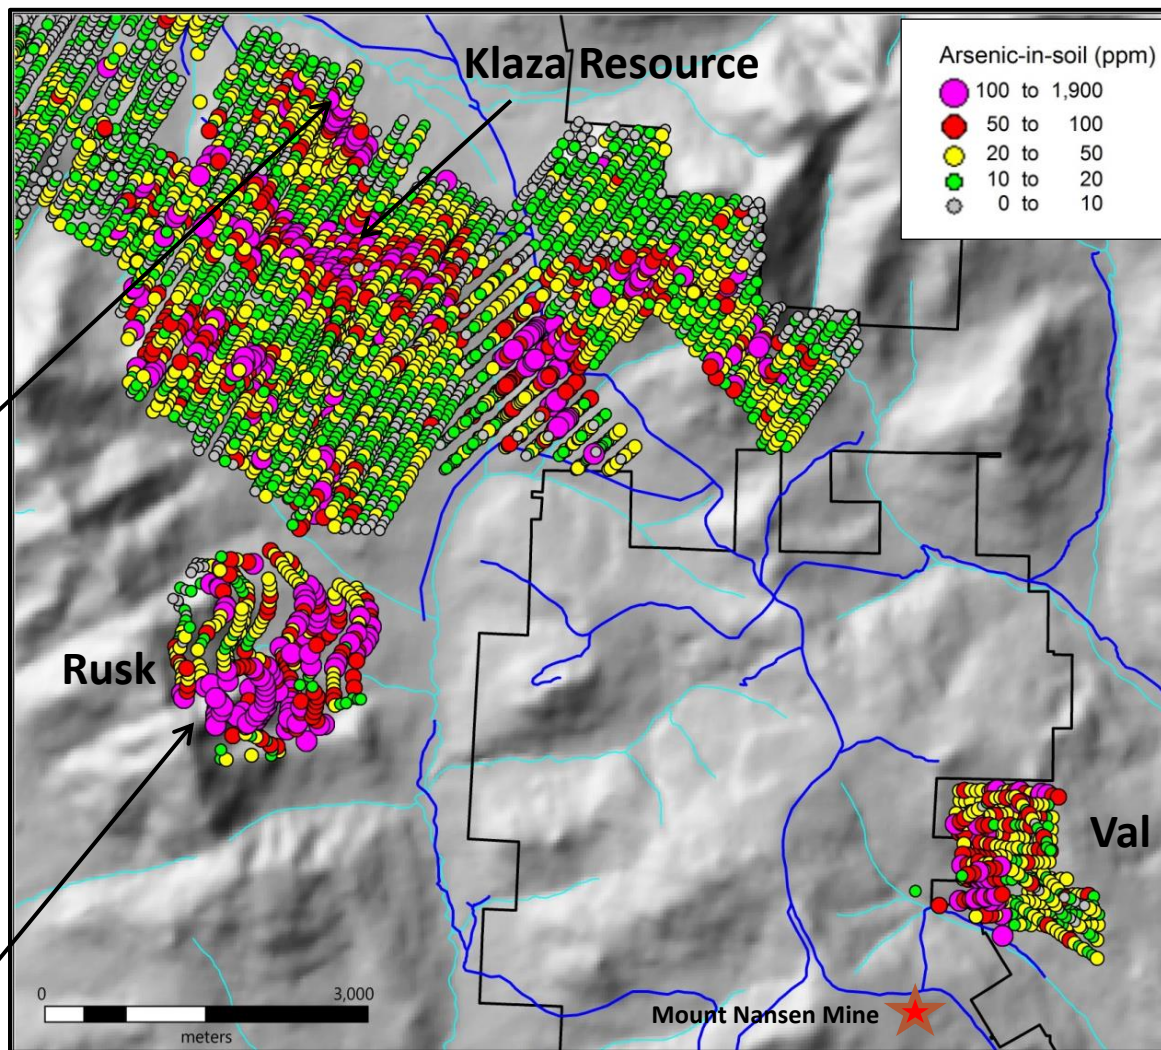 Klaza Resource
Arsenic-in-soil (ppm)
100 to 1,900
50 to 100
20 to 50
10 to 20
0 to 10
Rusk
Val
0 3,000
meters
Mount Nansen Mine